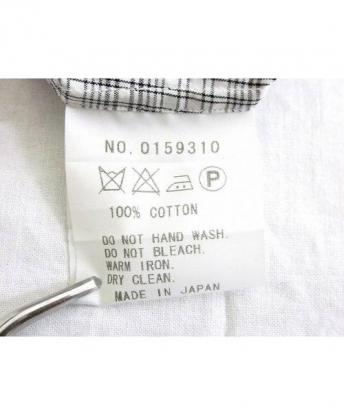 NO. 0159310
P
100% COTTON
DO NOT HAND WASH.
DO NOT BLEACH.
WARM IRON.
DRY CLEAN.
MADE IN JAPAN